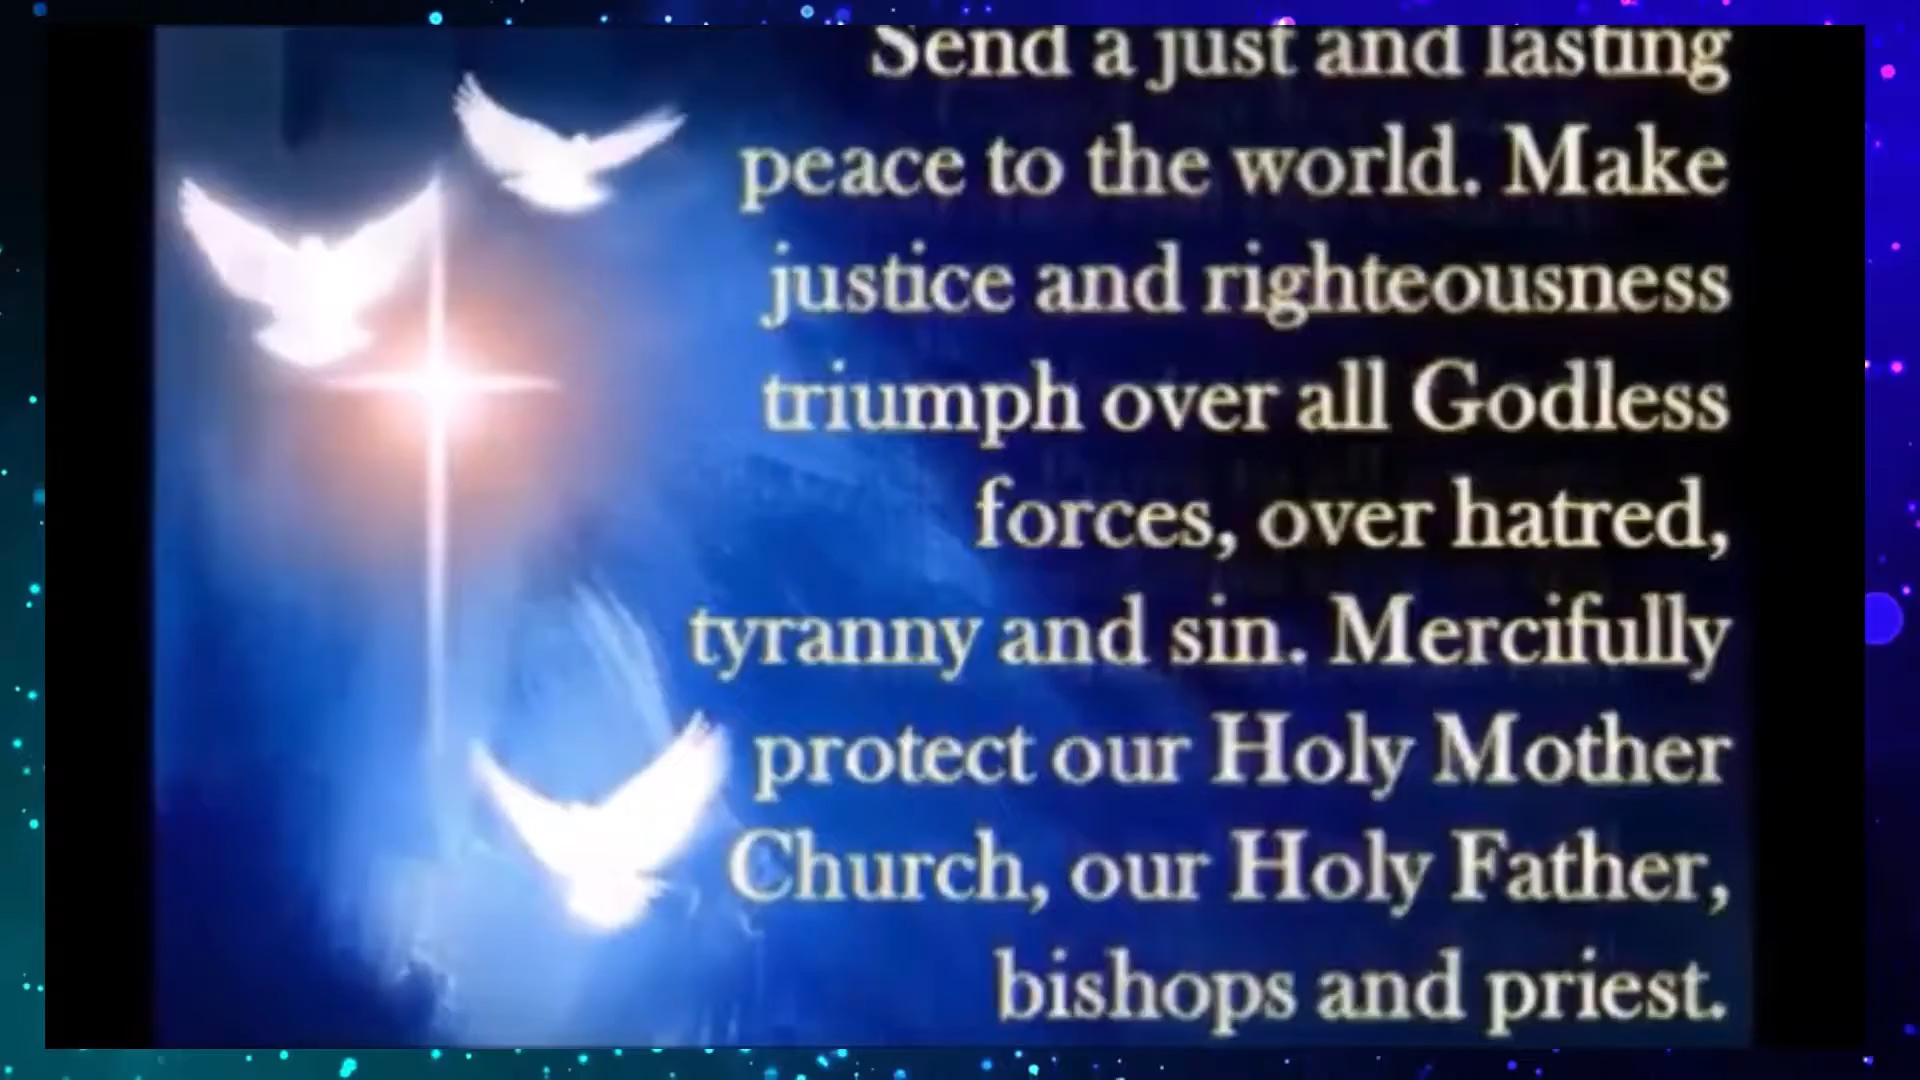 Send a just and lasting
peace to the world. Make
justice and righteousness
triumph over all Godless
forces, over hatred,
tyranny and sin. Mercifully
protect our Holy Mother
Church, our Holy Father,
bishops and priest.